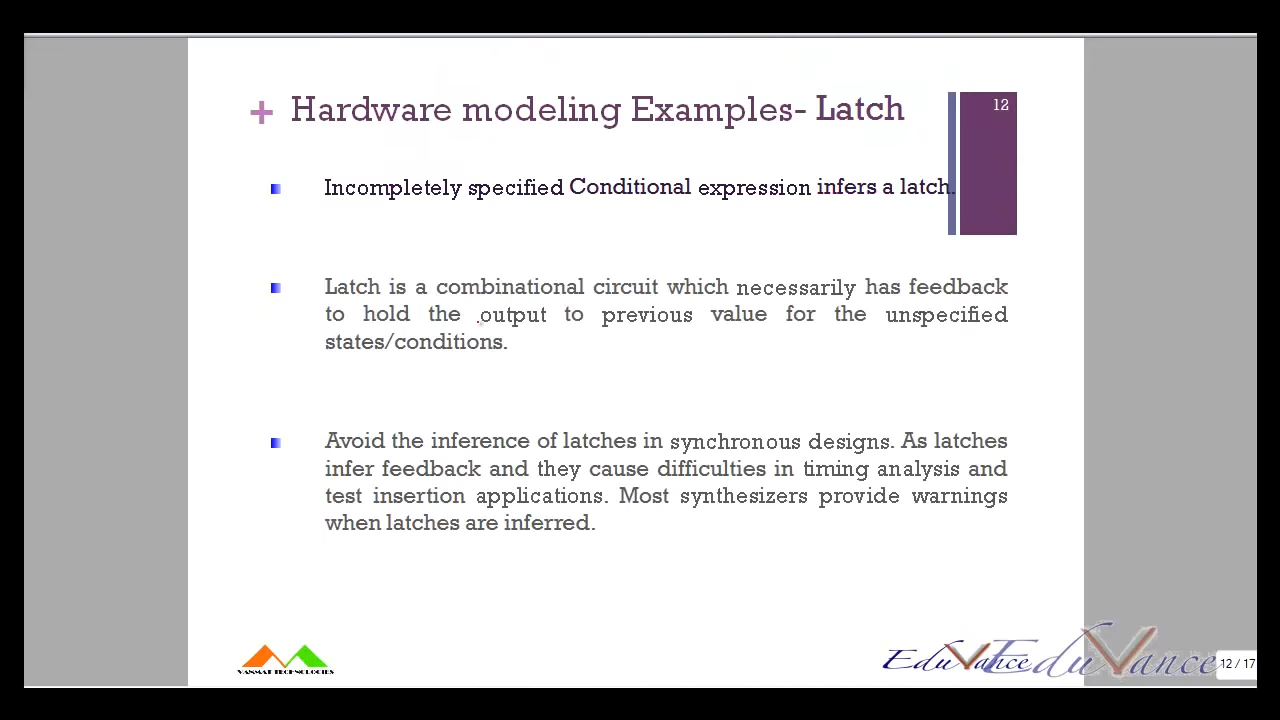 + Hardware modeling Examples- Latch
12
Incompletely specified Conditional expression infers a latch.
Latch is a combinational circuit which necessarily has feedback
to hold the output to previous value for the unspecified
states/conditions.
Avoid the inference of latches in synchronous designs. As latches
infer feedback and they cause difficulties in timing analysis and
test insertion applications. Most synthesizers provide warnings
when latches are inferred.
VANMAT TECHNOLOGIES
EduVance EduVance
12 / 17